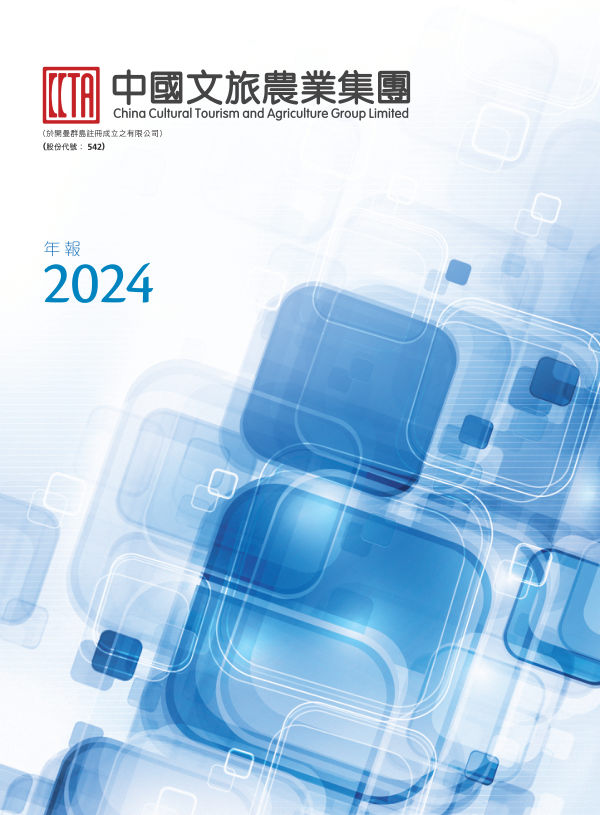 CCTA
中國文旅農業集團
China Cultural Tourism and Agriculture Group Limited
(於開曼群島註冊成立之有限公司)
(股份代號：542)
年報
2024